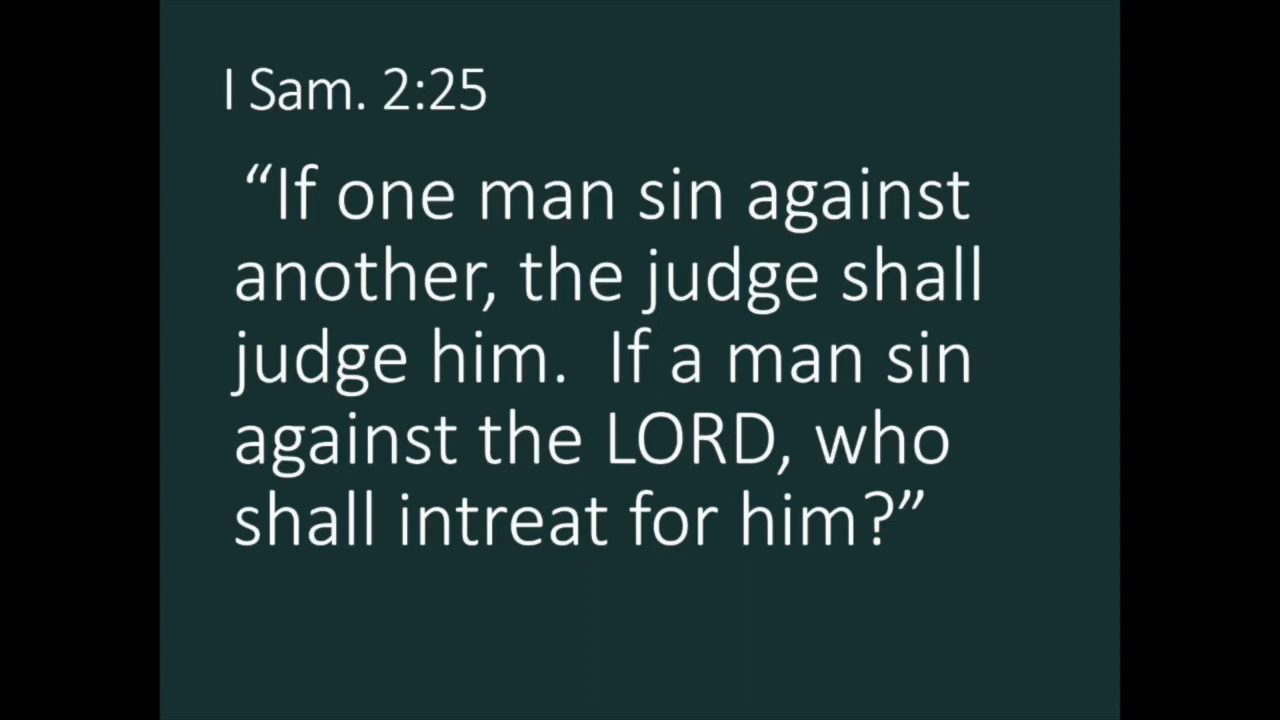 I Sam. 2:25
“If one man sin against
another, the judge shall
judge him.  If a man sin
against the LORD, who
shall intreat for him?”